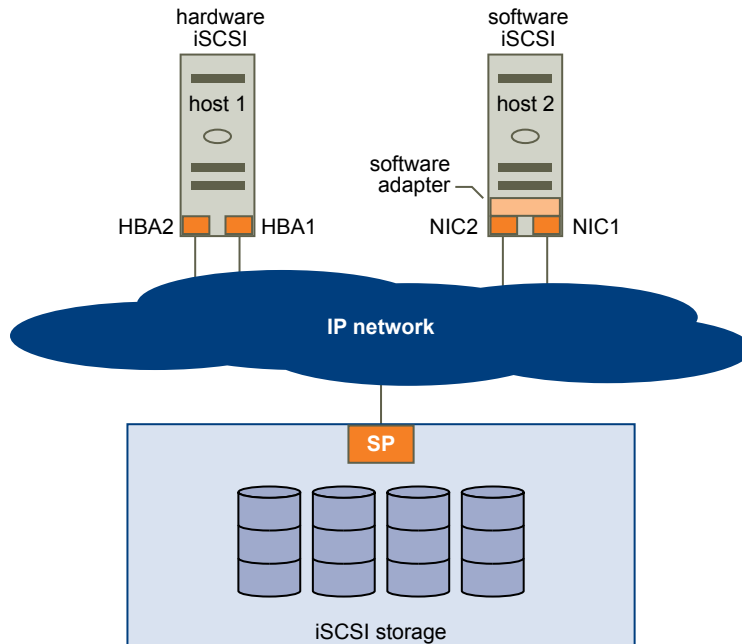 hardware
iSCSI
software
iSCSI
host 1
host 2
software
adapter
HBA2
HBA1
NIC2
NIC1
IP network
SP
iSCSI storage